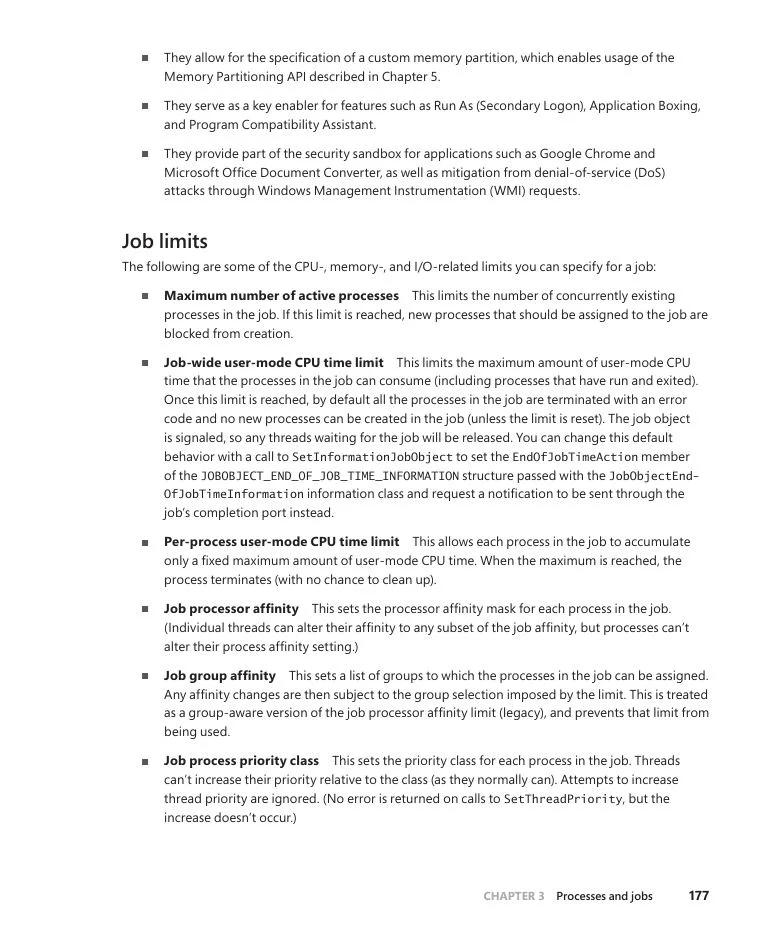 ■ They allow for the specification of a custom memory partition, which enables usage of the
Memory Partitioning API described in Chapter 5.
■ They serve as a key enabler for features such as Run As (Secondary Logon), Application Boxing,
and Program Compatibility Assistant.
■ They provide part of the security sandbox for applications such as Google Chrome and
Microsoft Office Document Converter, as well as mitigation from denial-of-service (DoS)
attacks through Windows Management Instrumentation (WMI) requests.
Job limits
The following are some of the CPU-, memory-, and I/O-related limits you can specify for a job:
■ Maximum number of active processes This limits the number of concurrently existing
processes in the job. If this limit is reached, new processes that should be assigned to the job are
blocked from creation.
■ Job-wide user-mode CPU time limit This limits the maximum amount of user-mode CPU
time that the processes in the job can consume (including processes that have run and exited).
Once this limit is reached, by default all the processes in the job are terminated with an error
code and no new processes can be created in the job (unless the limit is reset). The job object
is signaled, so any threads waiting for the job will be released. You can change this default
behavior with a call to SetInformationJobObject to set the EndOfJobTimeAction member
of the JOBOBJECT_END_OF_JOB_TIME_INFORMATION structure passed with the JobObjectEnd-
OfJobTimeInformation information class and request a notification to be sent through the
job's completion port instead.
■ Per-process user-mode CPU time limit This allows each process in the job to accumulate
only a fixed maximum amount of user-mode CPU time. When the maximum is reached, the
process terminates (with no chance to clean up).
■ Job processor affinity This sets the processor affinity mask for each process in the job.
(Individual threads can alter their affinity to any subset of the job affinity, but processes can't
alter their process affinity setting.)
■ Job group affinity This sets a list of groups to which the processes in the job can be assigned.
Any affinity changes are then subject to the group selection imposed by the limit. This is treated
as a group-aware version of the job processor affinity limit (legacy), and prevents that limit from
being used.
■ Job process priority class This sets the priority class for each process in the job. Threads
can't increase their priority relative to the class (as they normally can). Attempts to increase
thread priority are ignored. (No error is returned on calls to SetThreadPriority, but the
increase doesn't occur.)
CHAPTER 3 Processes and jobs 177